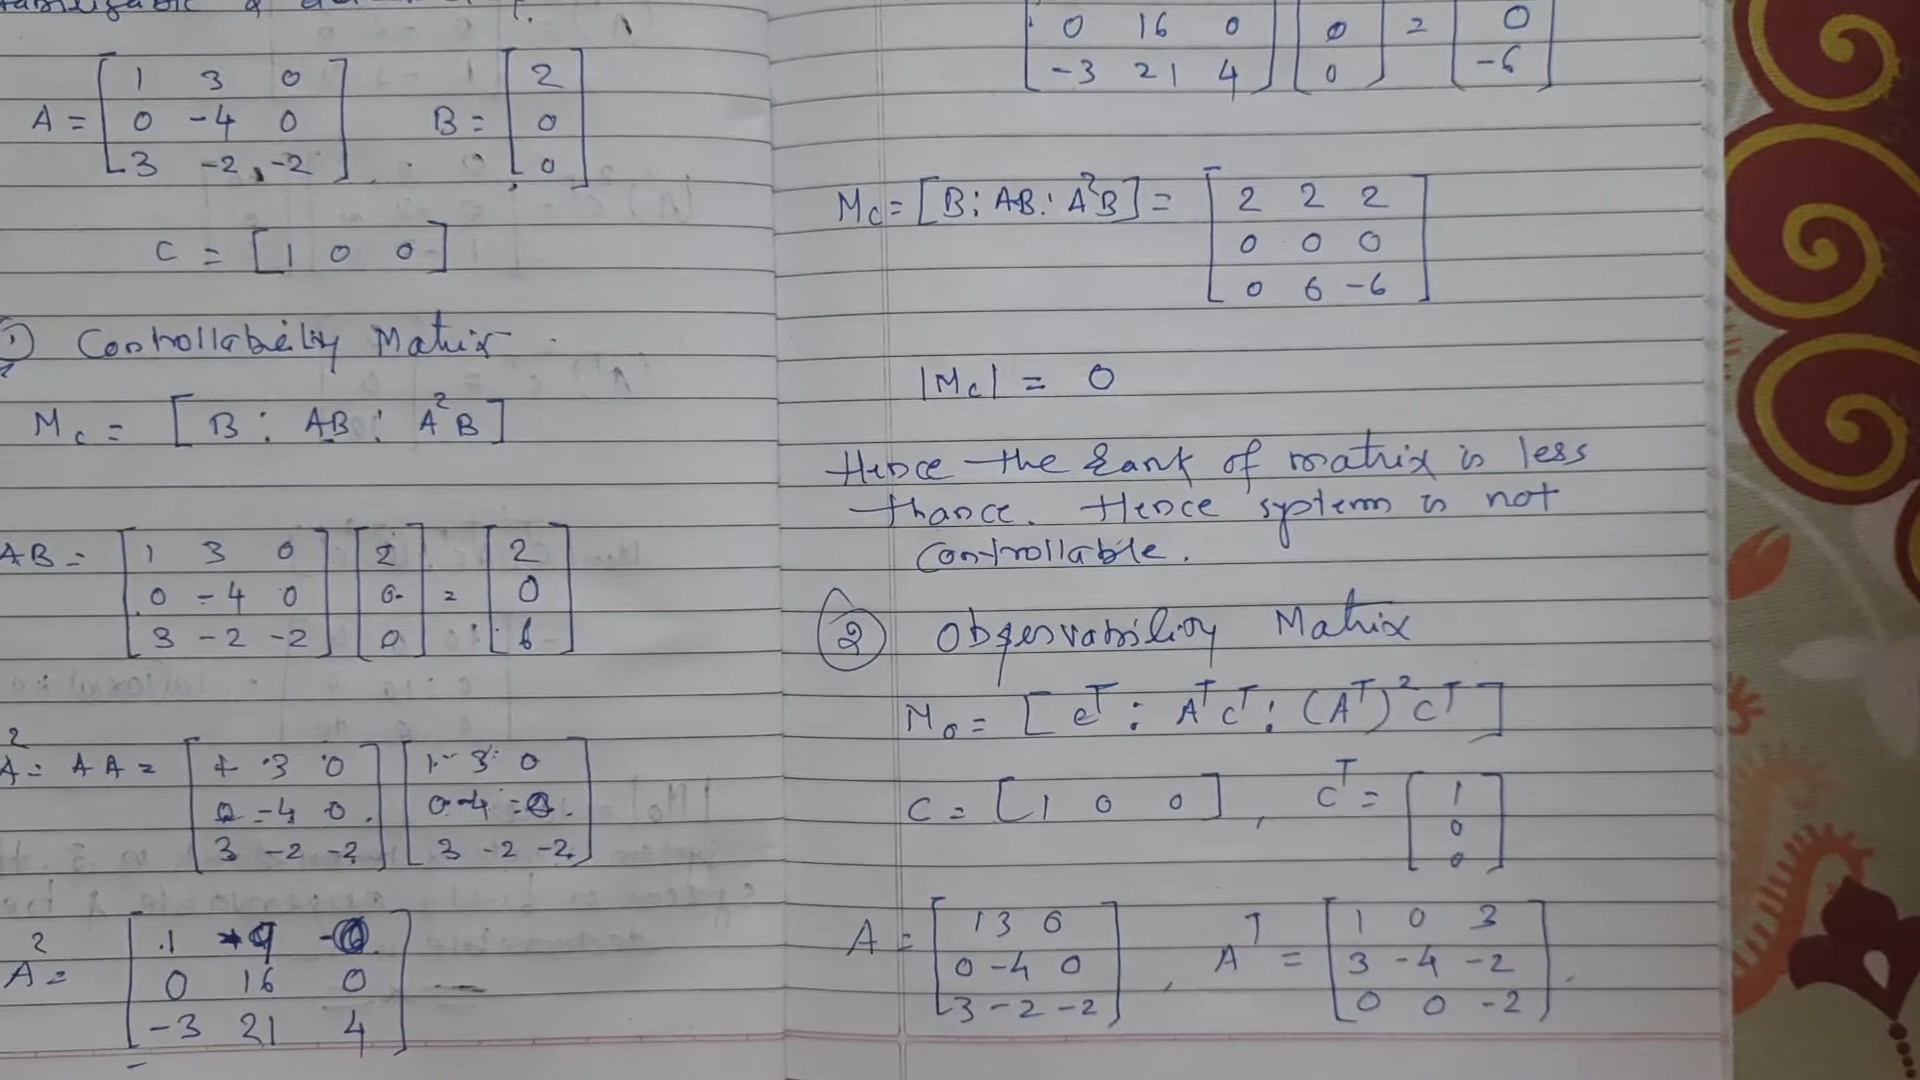 A = [ 1 3 0
0 -4 0
3 -2 -2 ]
B = [ 2
0
0 ]
C = [ 1 0 0 ]
1 Controllability Matrix
Mc = [ B : AB : A²B ]
AB = [ 1 3 0
0 -4 0
3 -2 -2 ] [ 2
0
0 ] = [ 2
0
6 ]
A² = AA = [ 1 3 0
0 -4 0
3 -2 -2 ] [ 1 3 0
0 -4 0
3 -2 -2 ]
A² = [ 1 -9 0
0 16 0
-3 21 4 ]
[ 0 16 0
-3 21 4 ] [ 0
0 ] = [ 0
-6 ]
Mc = [ B : AB : A²B ] = [ 2 2 2
0 0 0
0 6 -6 ]
|Mc| = 0
Hence the rank of matrix is less
thance. Hence system is not
controllable.
2 Observability Matrix
Mo = [ Cᵀ : AᵀCᵀ : (Aᵀ)²Cᵀ ]
C = [ 1 0 0 ] , Cᵀ = [ 1
0
0 ]
A = [ 1 3 0
0 -4 0
3 -2 -2 ] , Aᵀ = [ 1 0 3
3 -4 -2
0 0 -2 ]